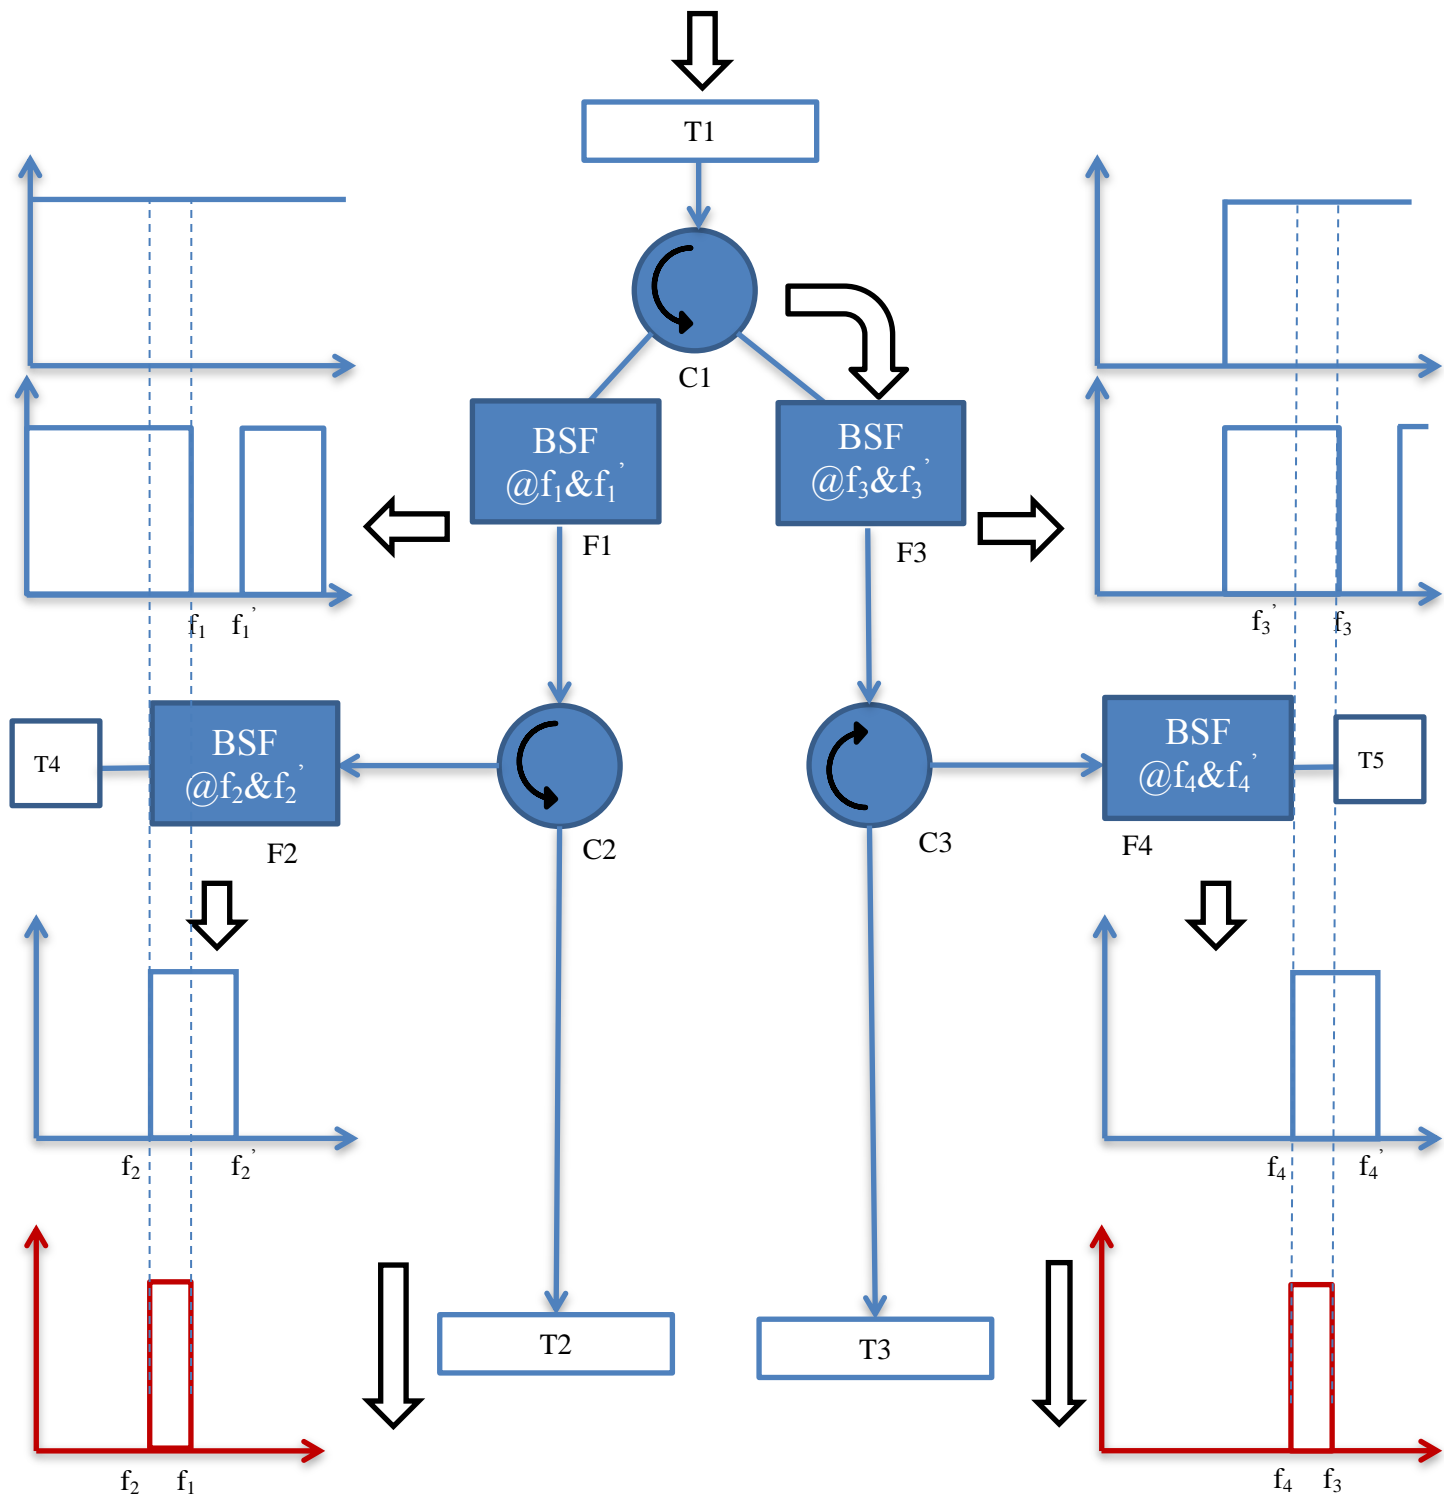 T1
C1
BSF
@f₁&f₁'
F1
BSF
@f₃&f₃'
F3
f₁ f₁'
f₃' f₃
T4
BSF
@f₂&f₂'
F2
C2
C3
BSF
@f₄&f₄'
F4
T5
f₂ f₂'
f₄ f₄'
T2
T3
f₂ f₁
f₄ f₃